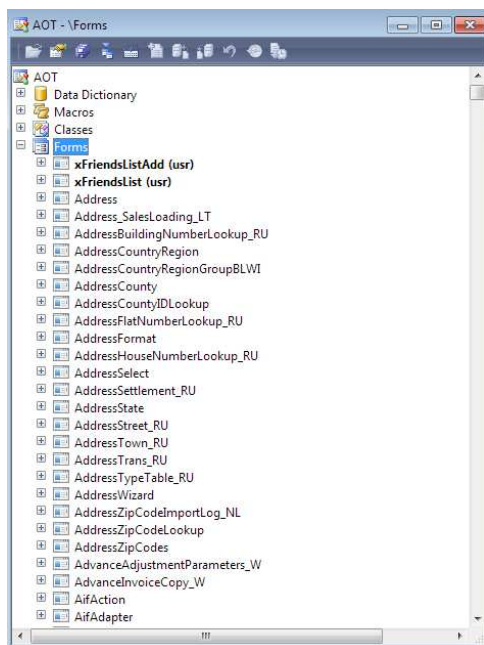 AOT - \Forms
AOT
Data Dictionary
Macros
Classes
Forms
xFriendsListAdd (usr)
xFriendsList (usr)
Address
Address_SalesLoading_LT
AddressBuildingNumberLookup_RU
AddressCountryRegion
AddressCountryRegionGroupBLWI
AddressCounty
AddressCountyIDLookup
AddressFlatNumberLookup_RU
AddressFormat
AddressHouseNumberLookup_RU
AddressSelect
AddressSettlement_RU
AddressState
AddressStreet_RU
AddressTown_RU
AddressTrans_RU
AddressTypeTable_RU
AddressWizard
AddressZipCodeImportLog_NL
AddressZipCodeLookup
AddressZipCodes
AdvanceAdjustmentParameters_W
AdvanceInvoiceCopy_W
AifAction
AifAdapter